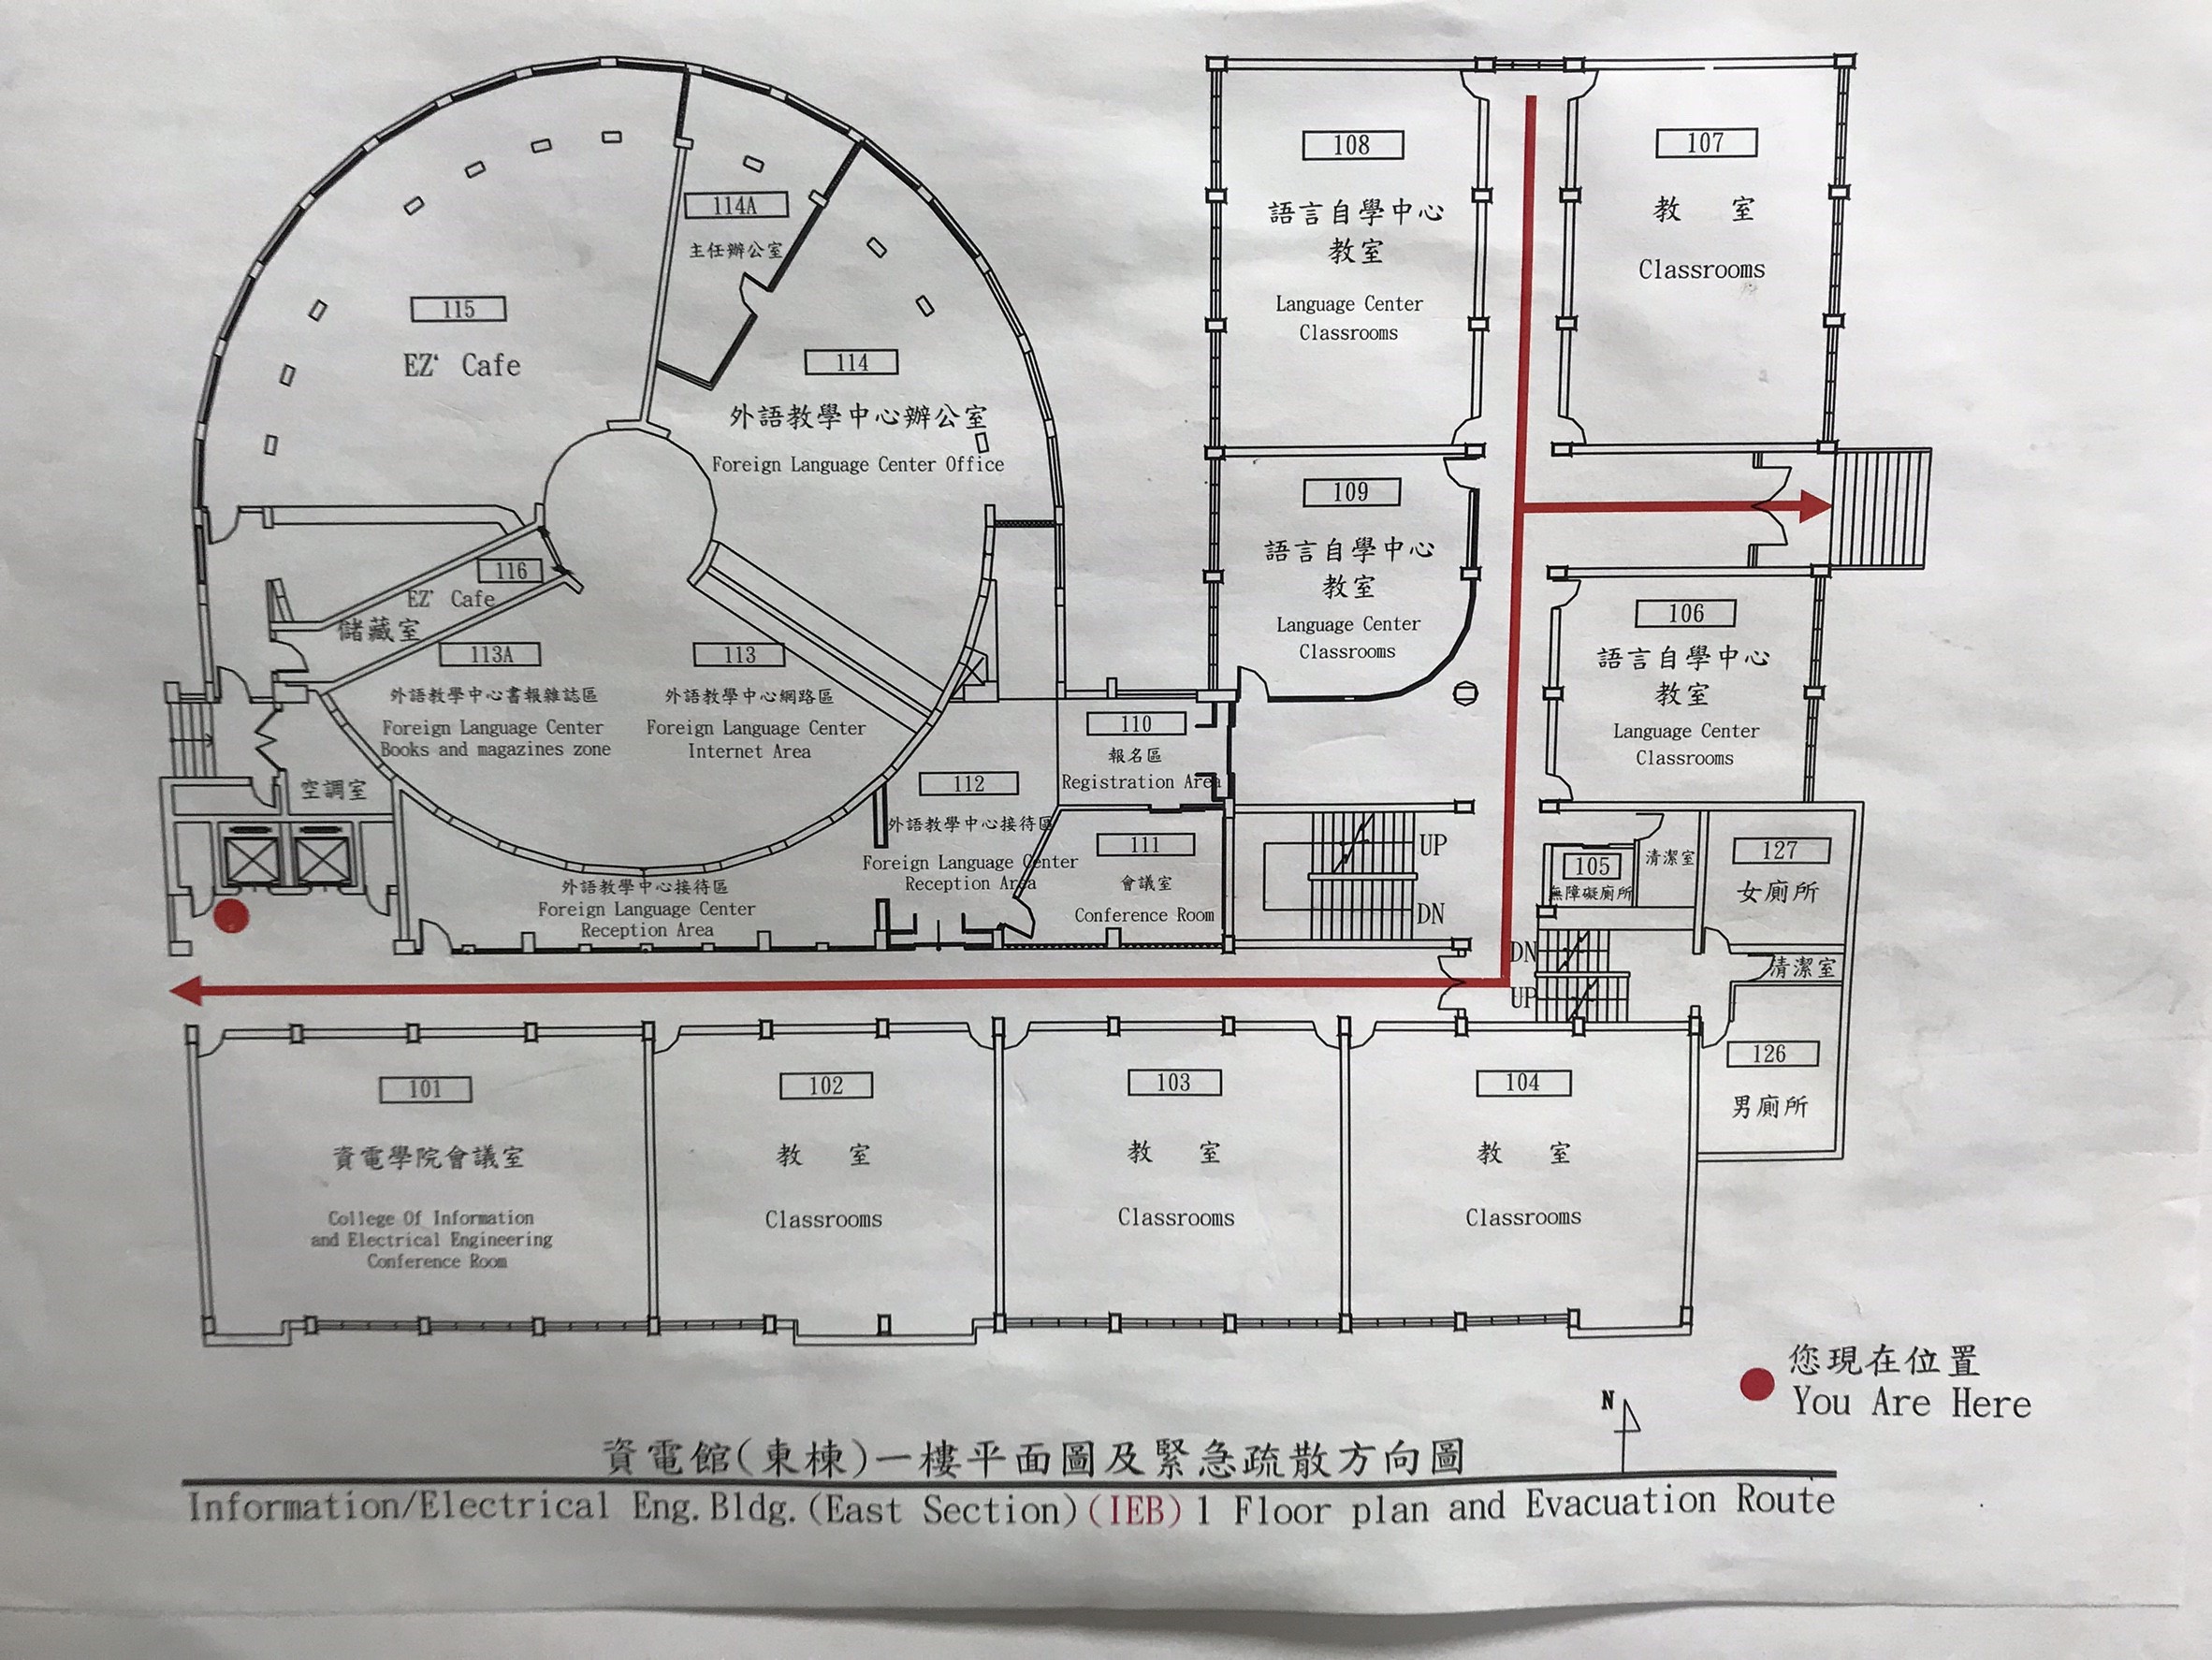 108
語言自學中心
教室
Language Center
Classrooms
107
教 室
Classrooms
114A
主任辦公室
115
EZ' Cafe
114
外語教學中心辦公室
Foreign Language Center Office
109
語言自學中心
教室
Language Center
Classrooms
116
EZ' Cafe
儲藏室
106
語言自學中心
教室
Language Center
Classrooms
113A
外語教學中心書報雜誌區
Foreign Language Center
Books and magazines zone
113
外語教學中心網路區
Foreign Language Center
Internet Area
110
報名區
Registration Area
空調室
112
外語教學中心接待區
Foreign Language Center
Reception Area
111
會議室
Conference Room
UP
DN
105
無障礙廁所
清潔室
127
女廁所
外語教學中心接待區
Foreign Language Center
Reception Area
DN
UP
清潔室
126
男廁所
101
資電學院會議室
College Of Information
and Electrical Engineering
Conference Room
102
教 室
Classrooms
103
教 室
Classrooms
104
教 室
Classrooms
您現在位置
You Are Here
N
資電館(東棟)一樓平面圖及緊急疏散方向圖
Information/Electrical Eng.Bldg.(East Section)(IEB)1 Floor plan and Evacuation Route